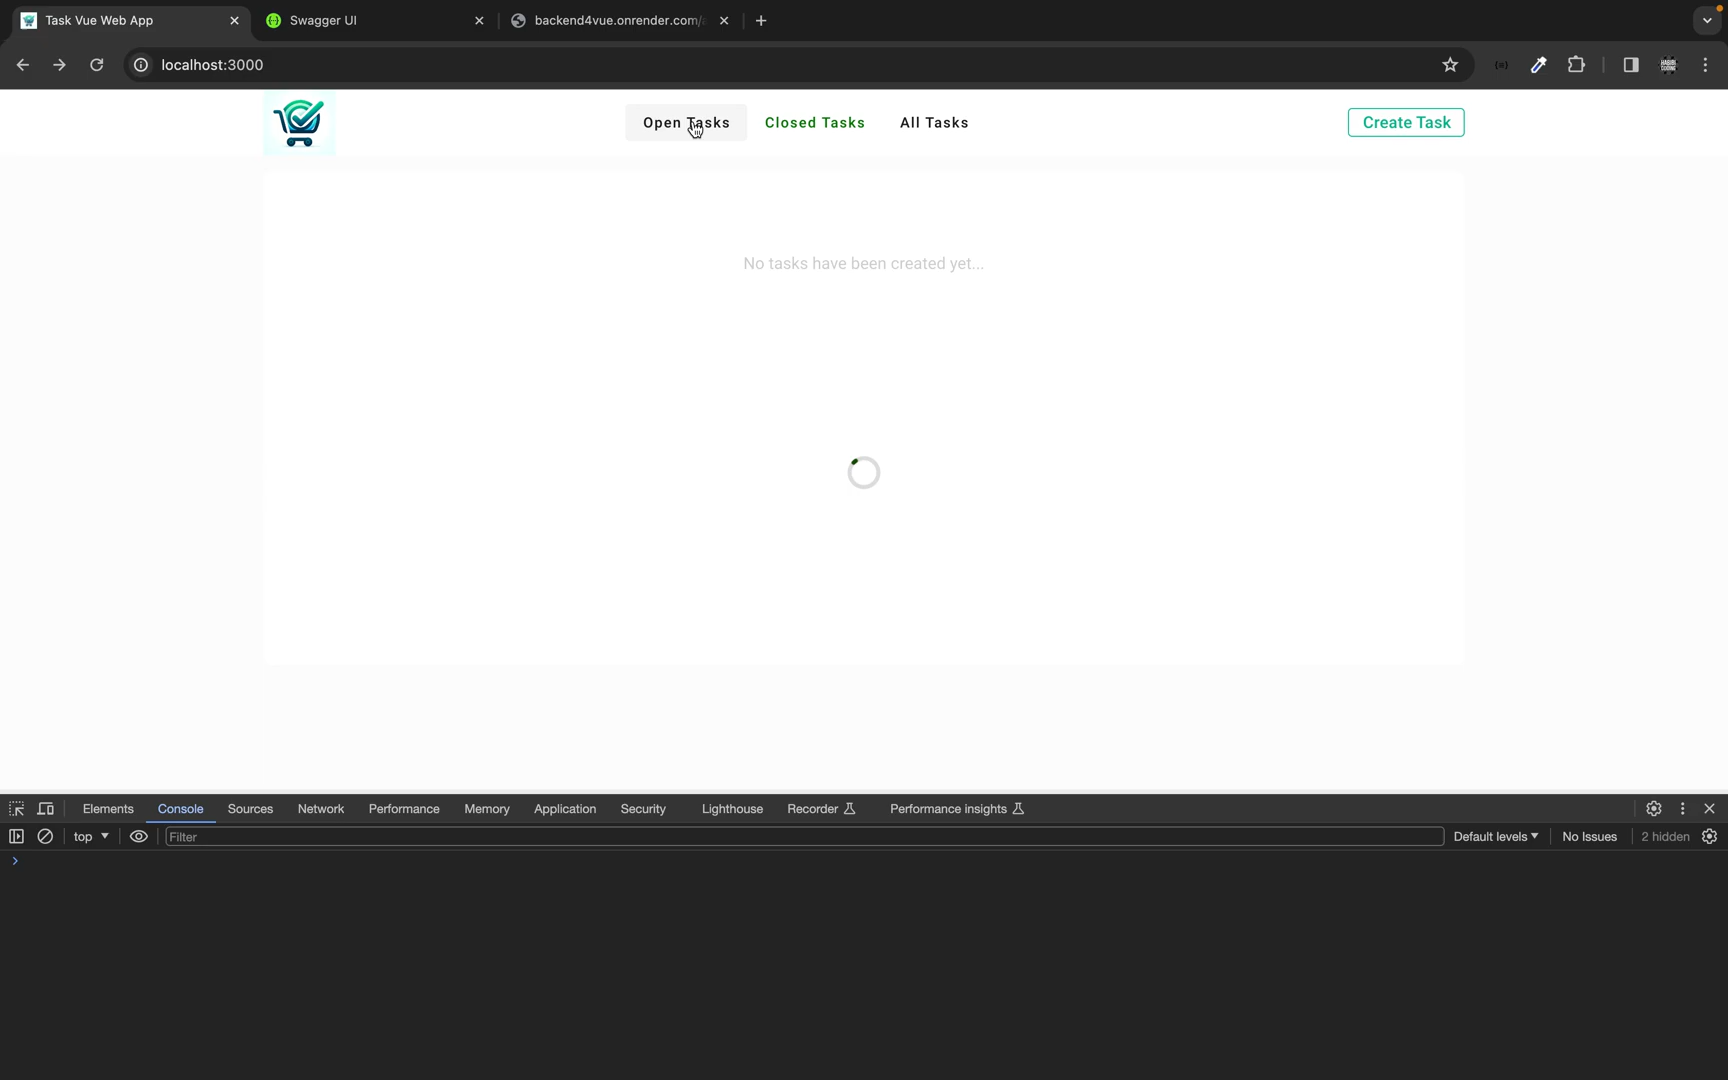 Task Vue Web App
Swagger UI
backend4vue.onrender.com/
localhost:3000
Open Tasks
Closed Tasks
All Tasks
Create Task
No tasks have been created yet...
Elements
Console
Sources
Network
Performance
Memory
Application
Security
Lighthouse
Recorder
Performance insights
top
Filter
Default levels
No Issues
2 hidden